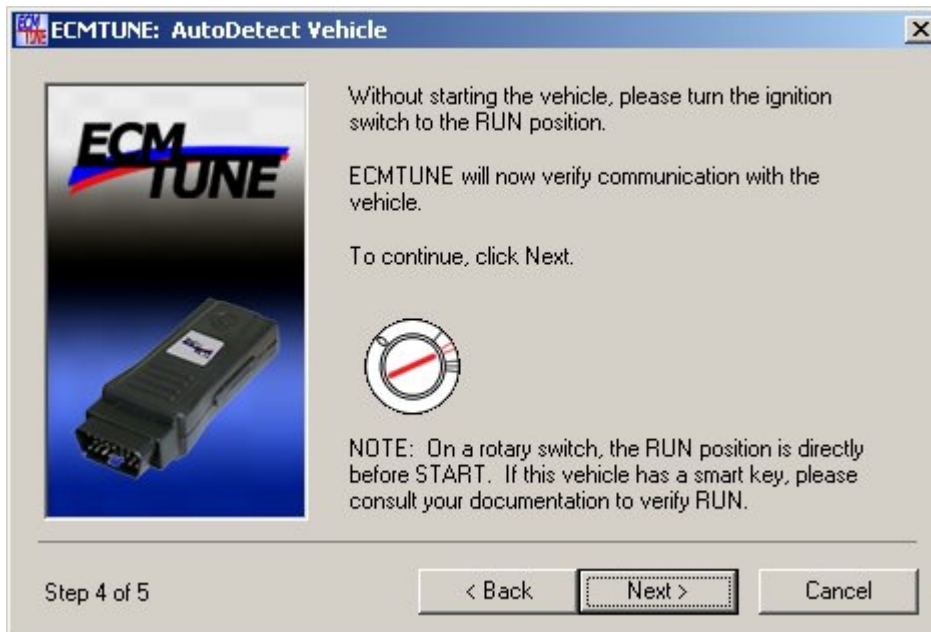 ECMTUNE: AutoDetect Vehicle
ECM
TUNE
Without starting the vehicle, please turn the ignition
switch to the RUN position.
ECMTUNE will now verify communication with the
vehicle.
To continue, click Next.
NOTE: On a rotary switch, the RUN position is directly
before START. If this vehicle has a smart key, please
consult your documentation to verify RUN.
Step 4 of 5
< Back
Next >
Cancel